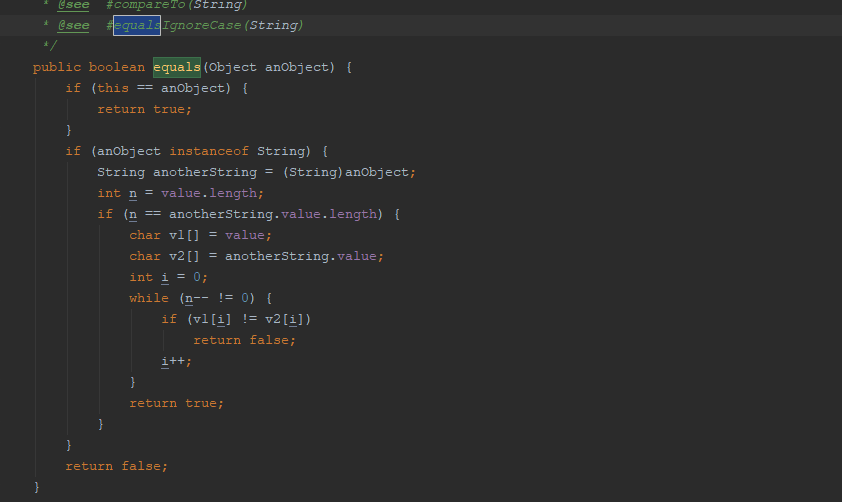 * @see  #compareTo(String)
* @see  #equalsIgnoreCase(String)
*/
public boolean equals(Object anObject) {
if (this == anObject) {
return true;
}
if (anObject instanceof String) {
String anotherString = (String)anObject;
int n = value.length;
if (n == anotherString.value.length) {
char v1[] = value;
char v2[] = anotherString.value;
int i = 0;
while (n-- != 0) {
if (v1[i] != v2[i])
return false;
i++;
}
return true;
}
}
return false;
}